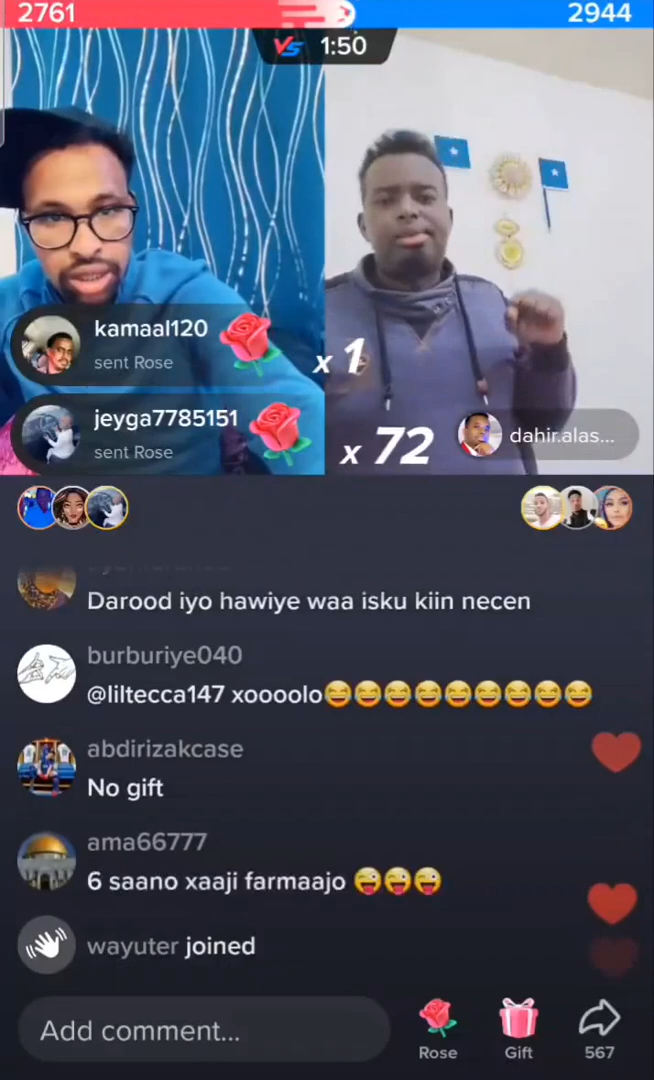 2761
2944
VS 1:50
kamaal120
sent Rose
x 1
jeyga7785151
sent Rose
x 72
dahir.alas...
Darood iyo hawiye waa isku kiin necen
burburiye040
@liltecca147 xoooolo😆😆😆😆😆😆😆😆😆
abdirizakcase
No gift
ama66777
6 saano xaaji farmaajo 😜😜😜
wayuter joined
Add comment...
Rose
Gift
567